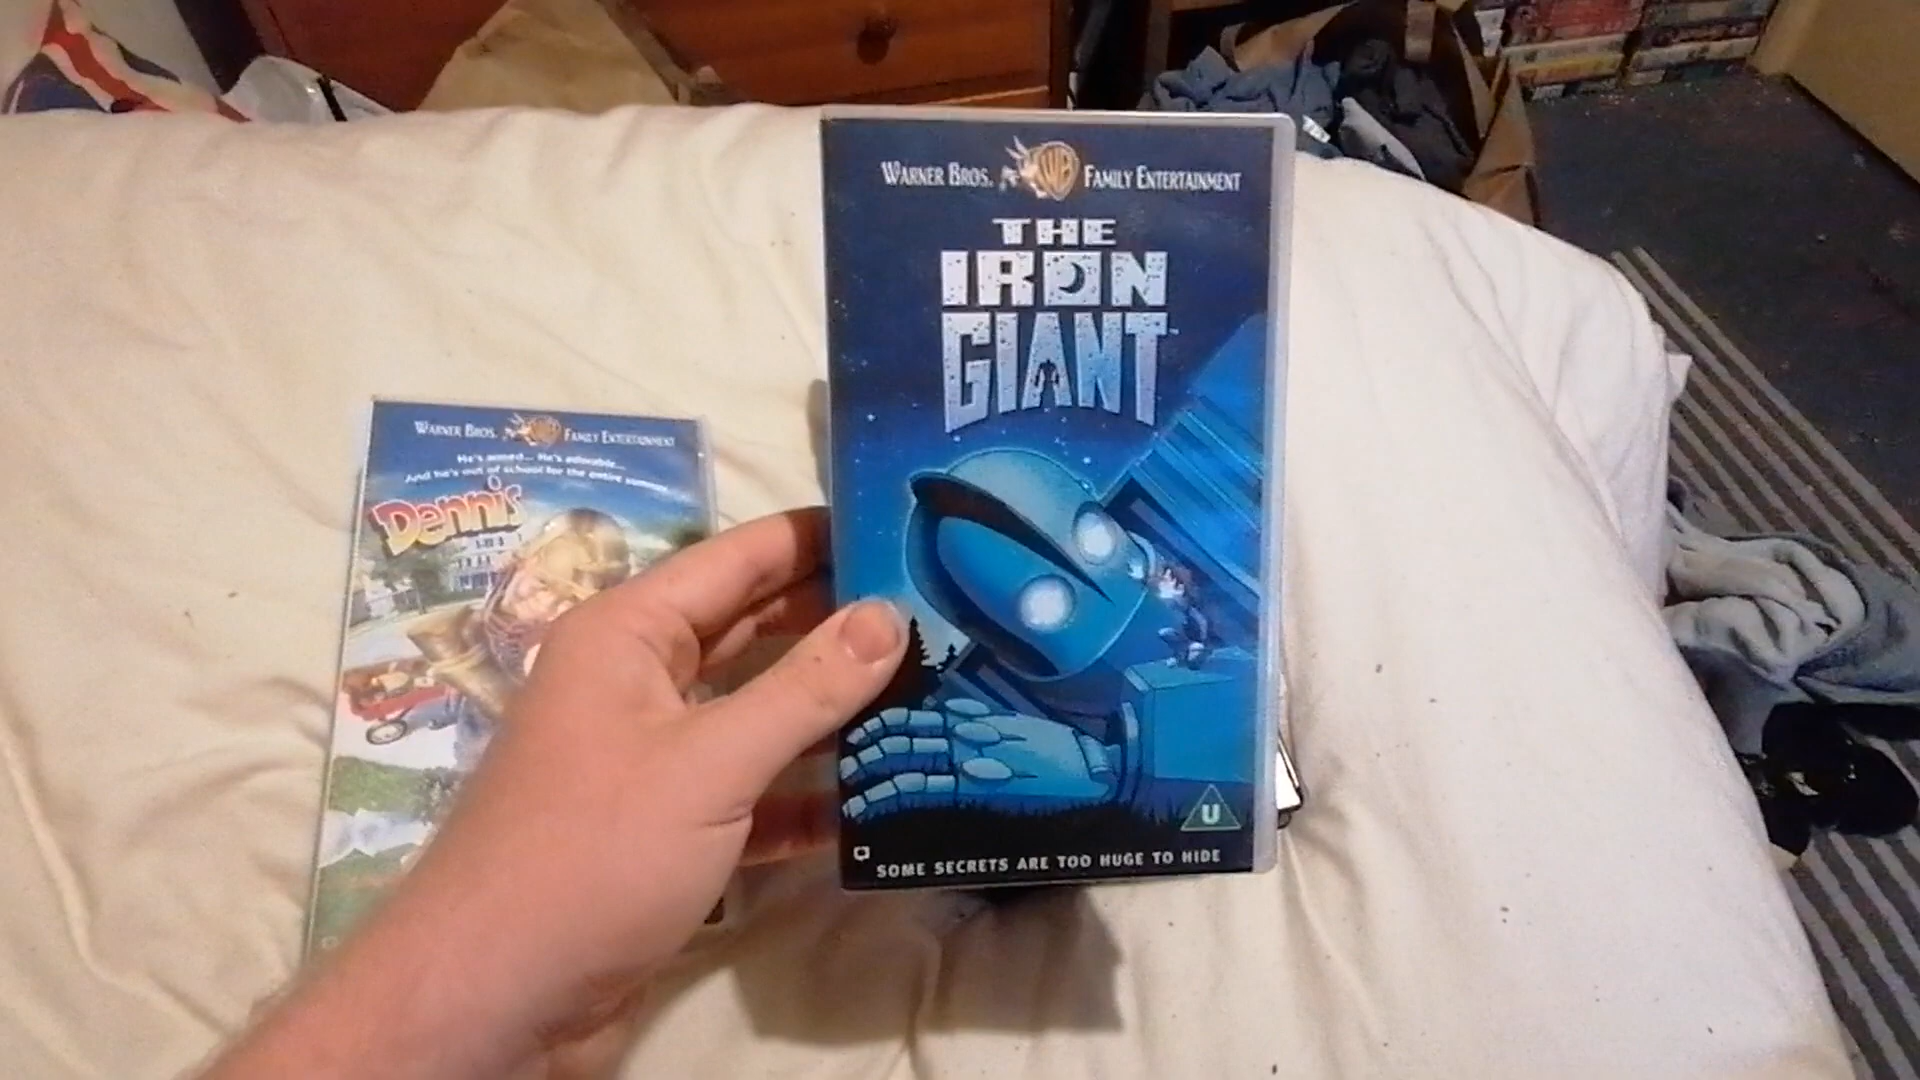 WARNER BROS. WB FAMILY ENTERTAINMENT
THE
IRON
GIANT
U
SOME SECRETS ARE TOO HUGE TO HIDE
WARNER BROS. WB FAMILY ENTERTAINMENT
He's armed... He's adorable...
And he's out of school for the entire summer.
Dennis